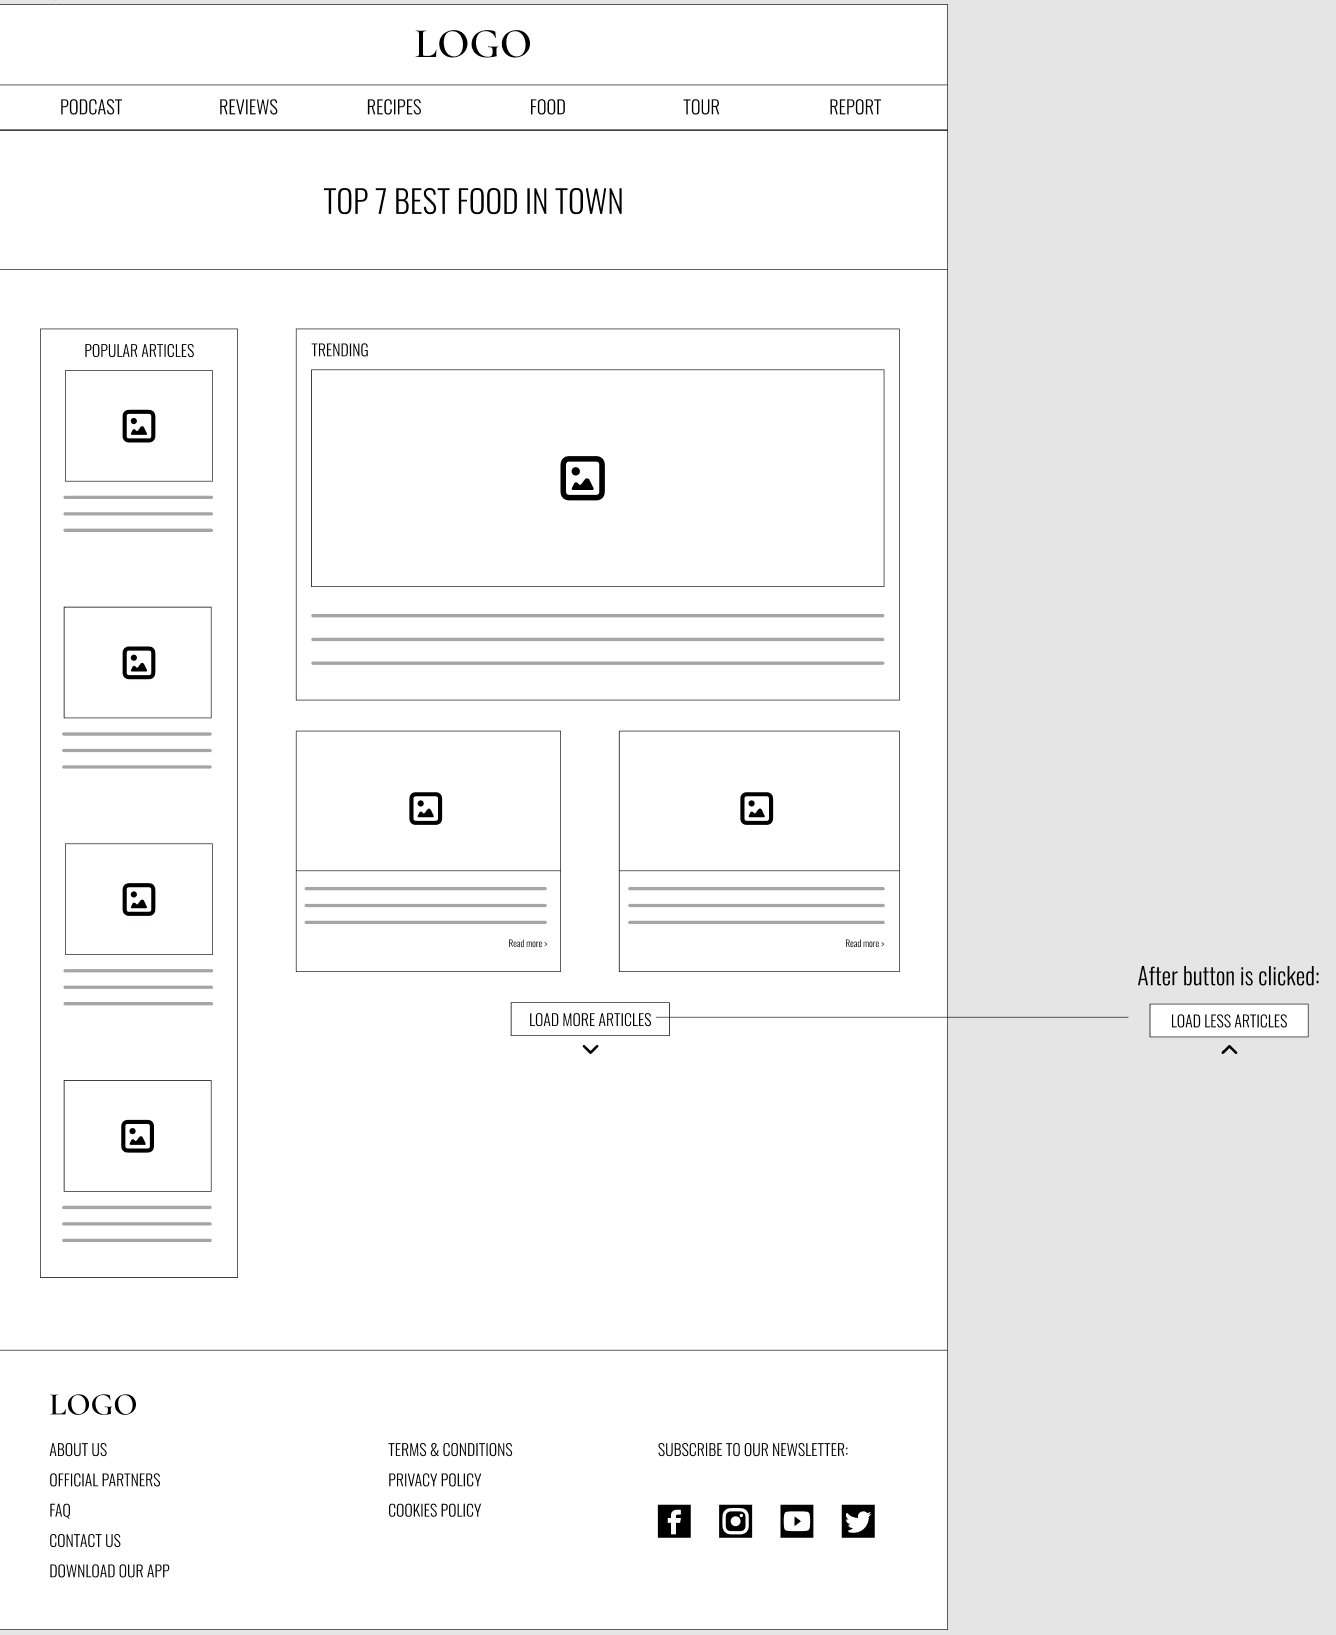 LOGO
PODCAST REVIEWS RECIPES FOOD TOUR REPORT
TOP 7 BEST FOOD IN TOWN
POPULAR ARTICLES
TRENDING
Read more >
Read more >
LOAD MORE ARTICLES
After button is clicked:
LOAD LESS ARTICLES
LOGO
ABOUT US
OFFICIAL PARTNERS
FAQ
CONTACT US
DOWNLOAD OUR APP
TERMS & CONDITIONS
PRIVACY POLICY
COOKIES POLICY
SUBSCRIBE TO OUR NEWSLETTER: